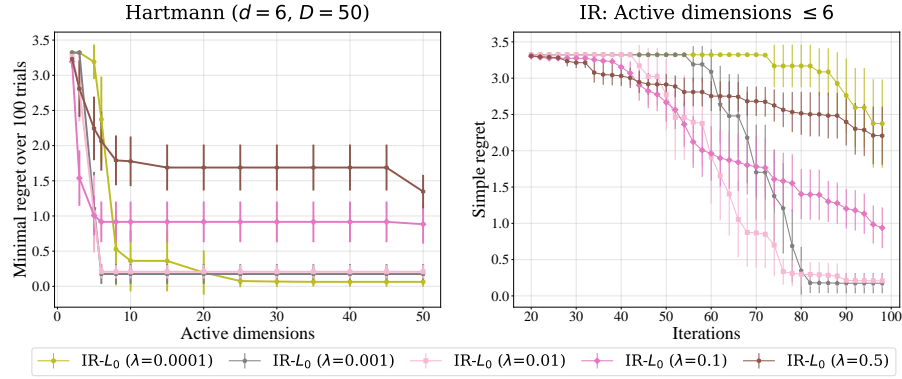 Hartmann (d = 6, D = 50)
Minimal regret over 100 trials
3.5
3.0
2.5
2.0
1.5
1.0
0.5
0.0
0 10 20 30 40 50
Active dimensions
IR: Active dimensions ≤6
Simple regret
3.5
3.0
2.5
2.0
1.5
1.0
0.5
0.0
20 30 40 50 60 70 80 90 100
Iterations
IR-L₀ (λ=0.0001) IR-L₀ (λ=0.001) IR-L₀ (λ=0.01) IR-L₀ (λ=0.1) IR-L₀ (λ=0.5)